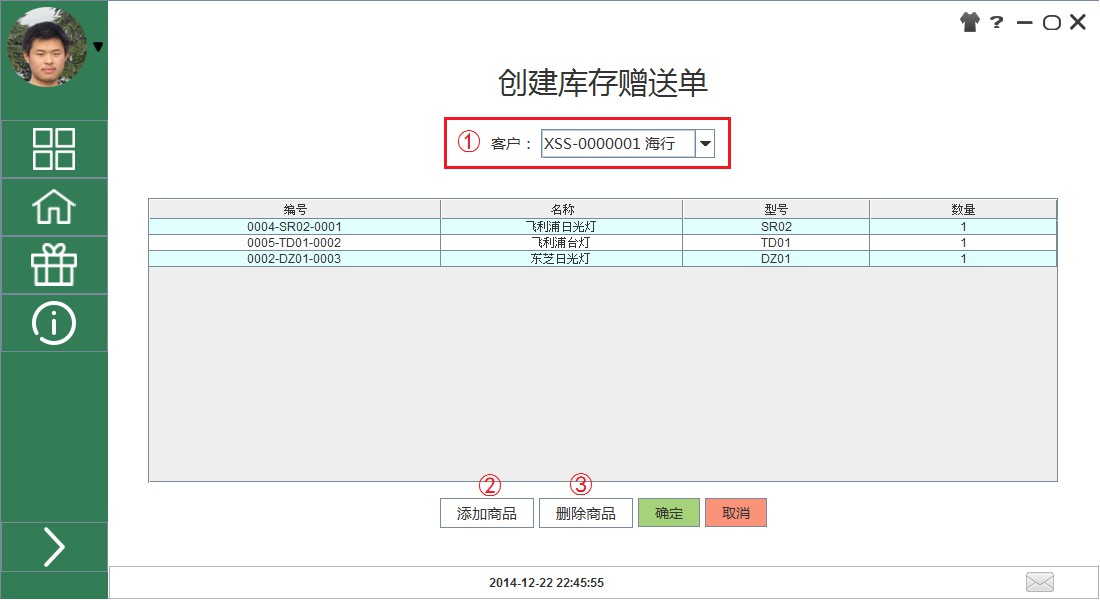 ?
创建库存赠送单
① 客户： XSS-0000001 海行
编号 名称 型号 数量
0004-SR02-0001 飞利浦日光灯 SR02 1
0005-TD01-0002 飞利浦台灯 TD01 1
0002-DZ01-0003 东芝日光灯 DZ01 1
② ③
添加商品 删除商品 确定 取消
2014-12-22 22:45:55